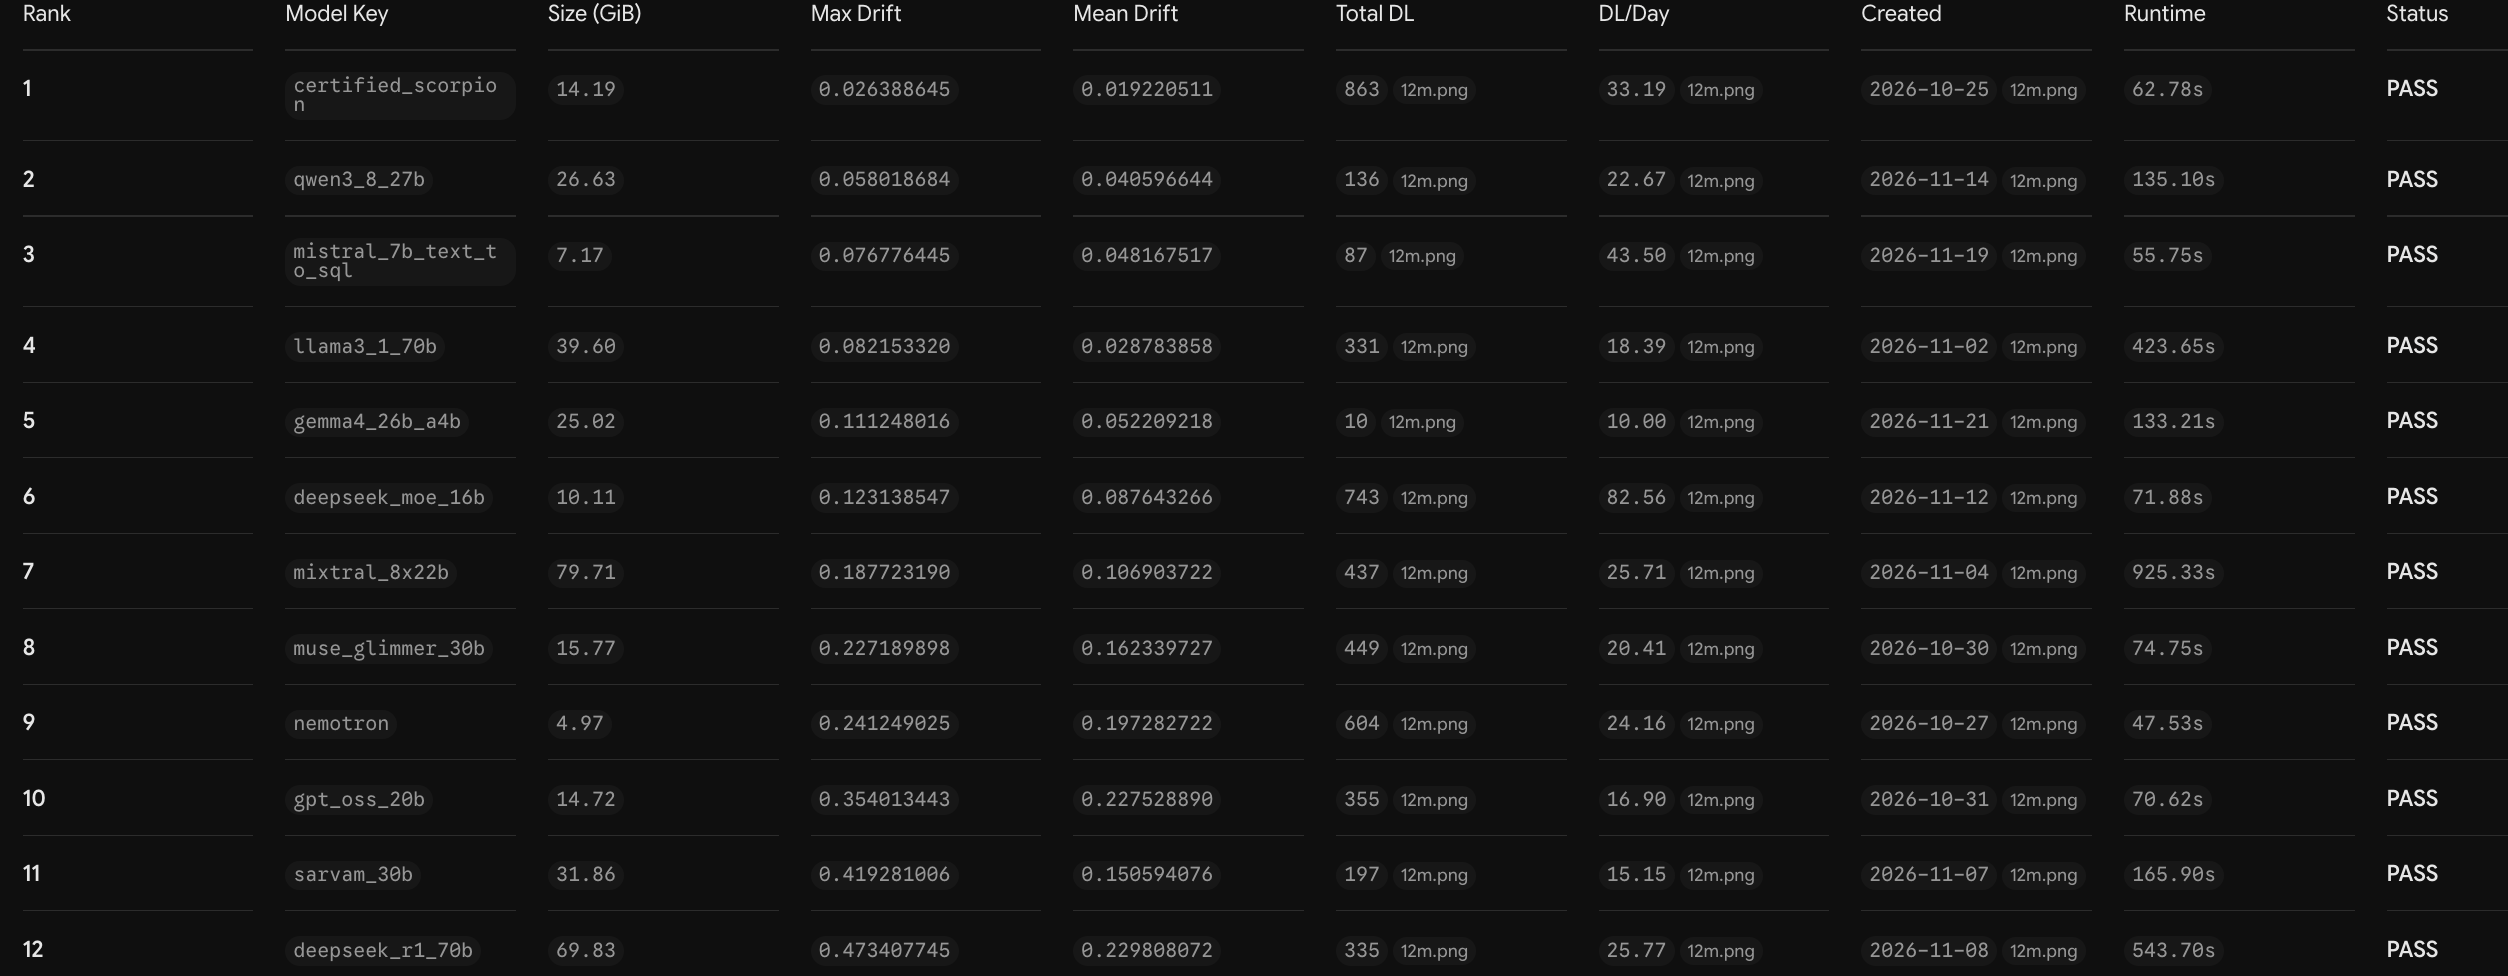 Rank Model Key Size (GiB) Max Drift Mean Drift Total DL DL/Day Created Runtime Status
1 certified_scorpio 14.19 0.026388645 0.019220511 863 12m.png 33.19 12m.png 2026-10-25 12m.png 62.78s PASS
n
2 qwen3_8_27b 26.63 0.058018684 0.040596644 136 12m.png 22.67 12m.png 2026-11-14 12m.png 135.10s PASS
3 mistral_7b_text_t 7.17 0.076776445 0.048167517 87 12m.png 43.50 12m.png 2026-11-19 12m.png 55.75s PASS
o_sql
4 llama3_1_70b 39.60 0.082153320 0.028783858 331 12m.png 18.39 12m.png 2026-11-02 12m.png 423.65s PASS
5 gemma4_26b_a4b 25.02 0.111248016 0.052209218 10 12m.png 10.00 12m.png 2026-11-21 12m.png 133.21s PASS
6 deepseek_moe_16b 10.11 0.123138547 0.087643266 743 12m.png 82.56 12m.png 2026-11-12 12m.png 71.88s PASS
7 mixtral_8x22b 79.71 0.187723190 0.106903722 437 12m.png 25.71 12m.png 2026-11-04 12m.png 925.33s PASS
8 muse_glimmer_30b 15.77 0.227189898 0.162339727 449 12m.png 20.41 12m.png 2026-10-30 12m.png 74.75s PASS
9 nemotron 4.97 0.241249025 0.197282722 604 12m.png 24.16 12m.png 2026-10-27 12m.png 47.53s PASS
10 gpt_oss_20b 14.72 0.354013443 0.227528890 355 12m.png 16.90 12m.png 2026-10-31 12m.png 70.62s PASS
11 sarvam_30b 31.86 0.419281006 0.150594076 197 12m.png 15.15 12m.png 2026-11-07 12m.png 165.90s PASS
12 deepseek_r1_70b 69.83 0.473407745 0.229808072 335 12m.png 25.77 12m.png 2026-11-08 12m.png 543.70s PASS